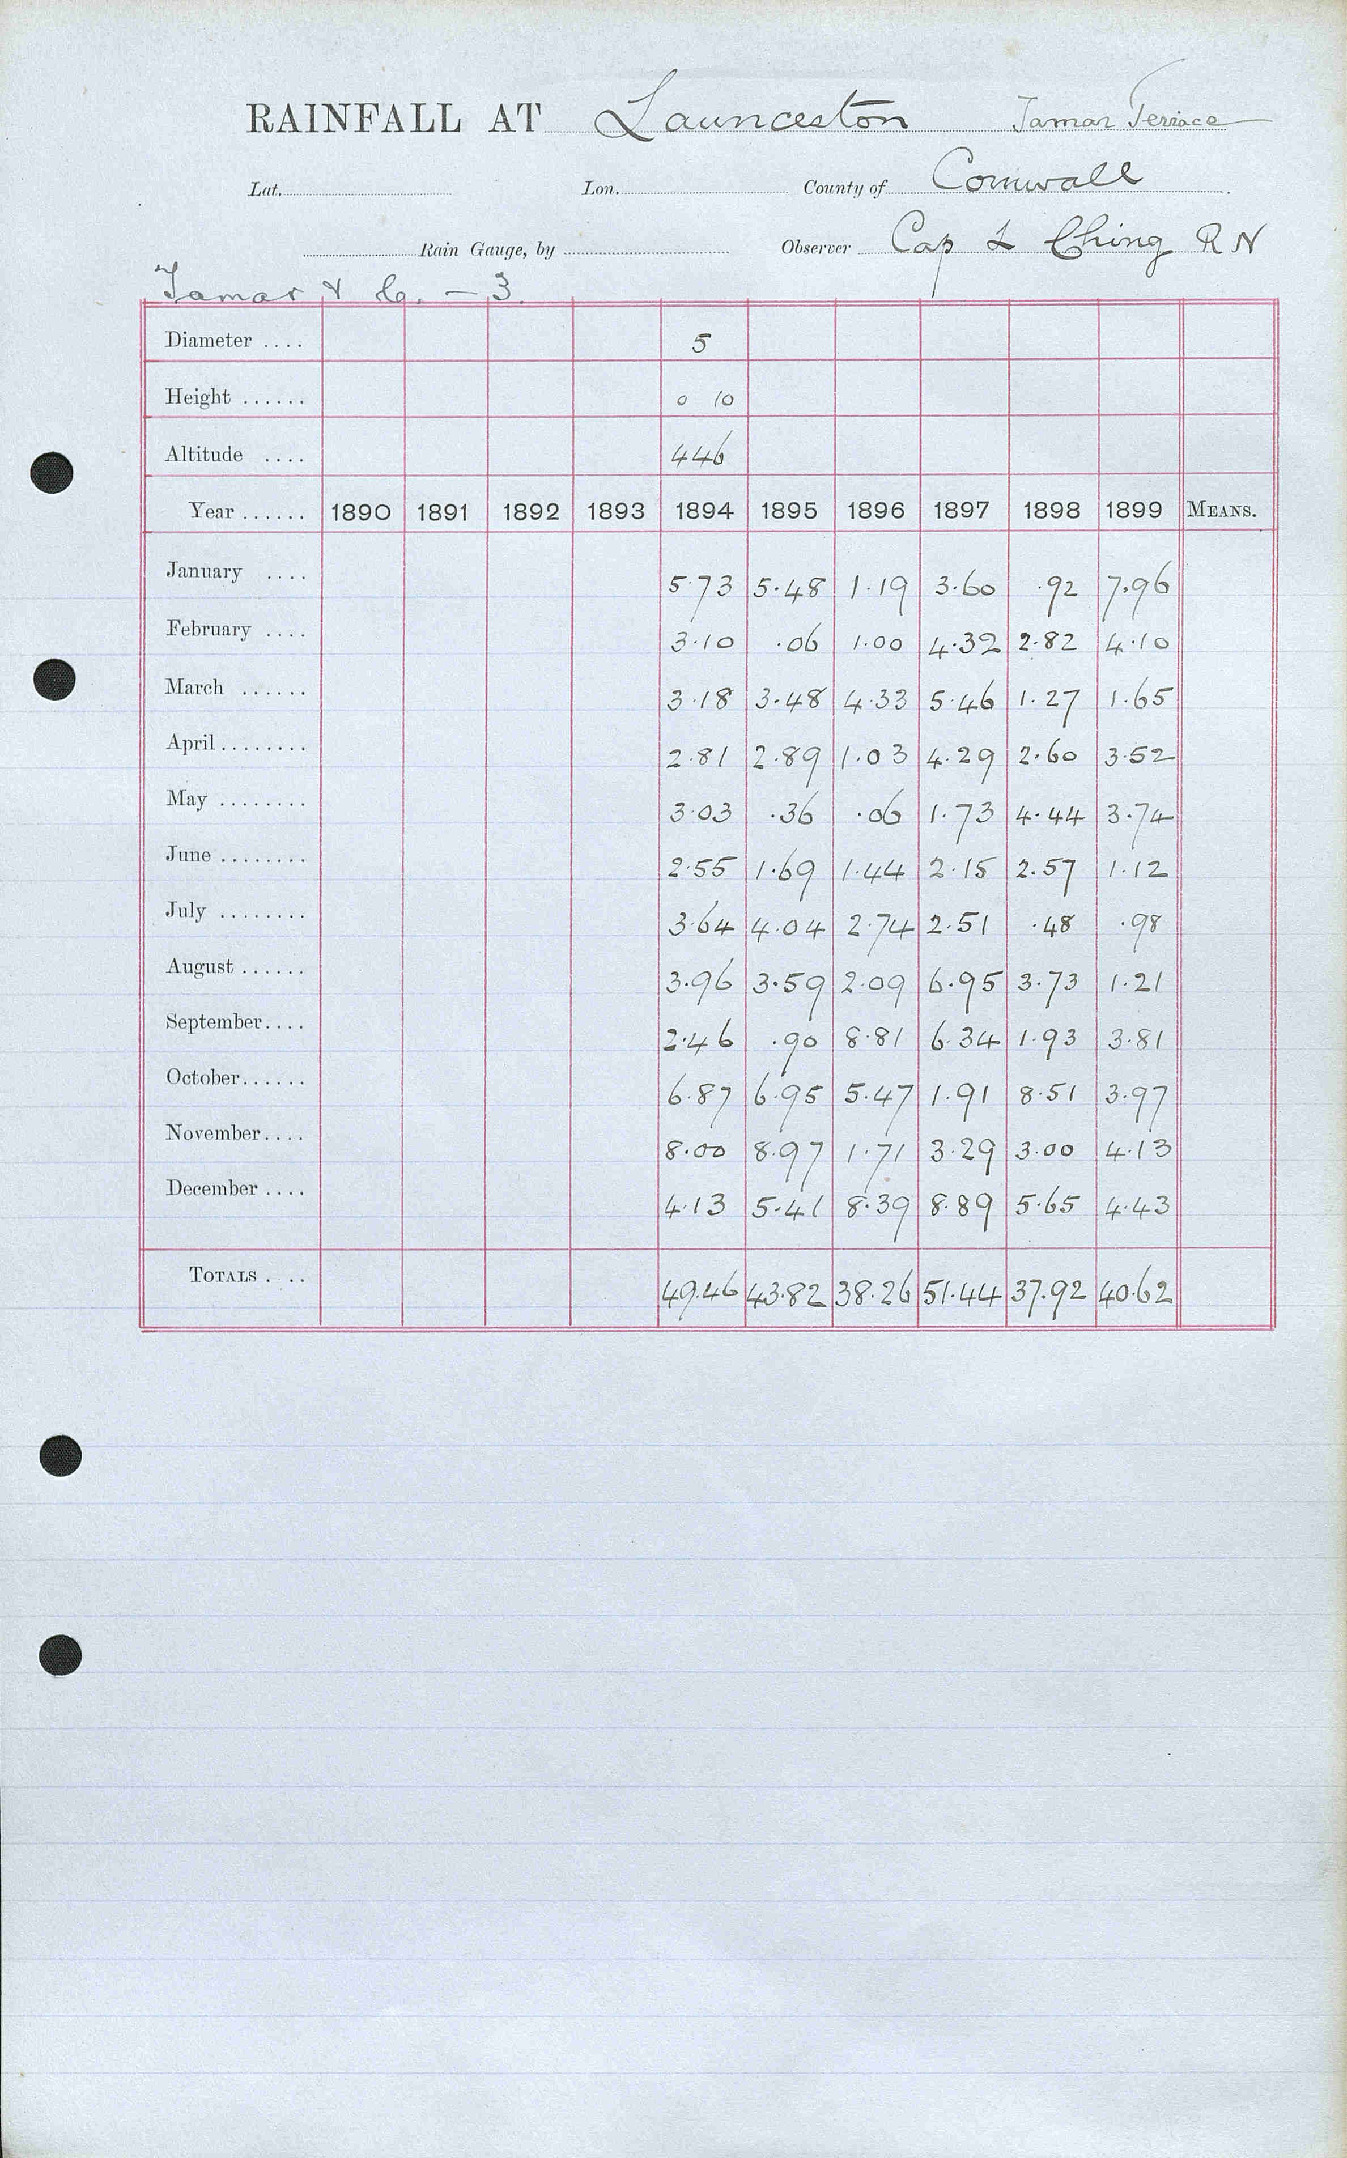 RAINFALL AT Launceston Tamar Terrace
Lat. Lon. County of Cornwall
Rain Gauge, by Observer Cap L Ching R N
Tamar & C. – 3.
Diameter .... 5
Height ...... 0 10
Altitude .... 446
Year ...... 1890 1891 1892 1893 1894 1895 1896 1897 1898 1899 MEANS.
January .... 5.73 5.48 1.19 3.60 .92 7.96
February .... 3.10 .06 1.00 4.32 2.82 4.10
March ...... 3.18 3.48 4.33 5.46 1.27 1.65
April ........ 2.81 2.89 1.03 4.29 2.60 3.52
May ........ 3.03 .36 .06 1.73 4.44 3.74
June ........ 2.55 1.69 1.44 2.15 2.57 1.12
July ........ 3.64 4.04 2.74 2.51 .48 .98
August ...... 3.96 3.59 2.09 6.95 3.73 1.21
September.... 2.46 .90 8.81 6.34 1.93 3.81
October...... 6.87 6.95 5.47 1.91 8.51 3.97
November.... 8.00 8.97 1.71 3.29 3.00 4.13
December .... 4.13 5.41 8.39 8.89 5.65 4.43
TOTALS . .. 49.46 43.82 38.26 51.44 37.92 40.62